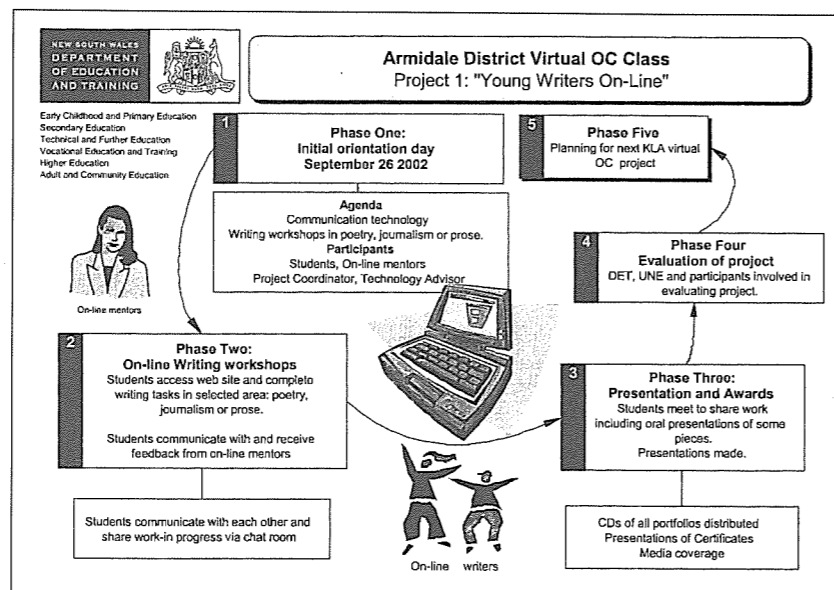 NEW SOUTH WALES
DEPARTMENT
OF EDUCATION
AND TRAINING
Armidale District Virtual OC Class
Project 1: "Young Writers On-Line"
Early Childhood and Primary Education
Secondary Education
Technical and Further Education
Vocational Education and Training
Higher Education
Adult and Community Education
1
Phase One:
Initial orientation day
September 26 2002
Agenda
Communication technology
Writing workshops in poetry, journalism or prose.
Participants
Students, On-line mentors
Project Coordinator, Technology Advisor
On-line mentors
2
Phase Two:
On-line Writing workshops
Students access web site and complete
writing tasks in selected area: poetry,
journalism or prose.
Students communicate with and receive
feedback from on-line mentors
Students communicate with each other and
share work-in progress via chat room
On-line writers
3
Phase Three:
Presentation and Awards
Students meet to share work
including oral presentations of some
pieces.
Presentations made.
CDs of all portfolios distributed
Presentations of Certificates
Media coverage
4
Phase Four
Evaluation of project
DET, UNE and participants involved in
evaluating project.
5
Phase Five
Planning for next KLA virtual
OC project